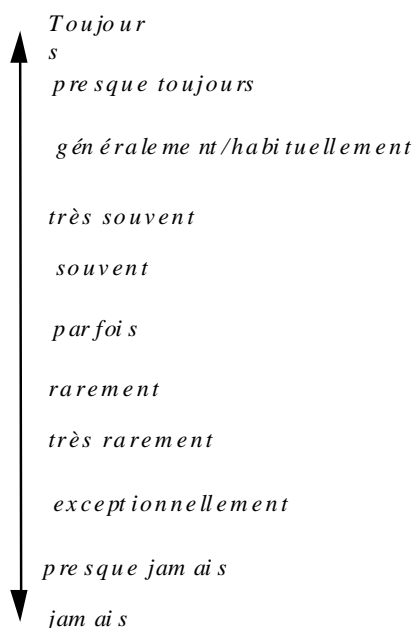 Toujour
s
presque toujours
généralement/habituellement
très souvent
souvent
parfois
rarement
très rarement
exceptionnellement
presque jamais
jamais